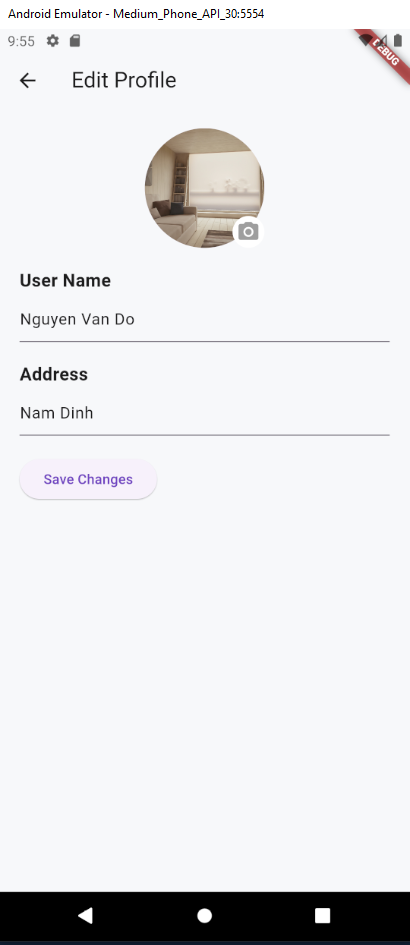 Android Emulator - Medium_Phone_API_30:5554
9:55
DEBUG
Edit Profile
User Name
Nguyen Van Do
Address
Nam Dinh
Save Changes